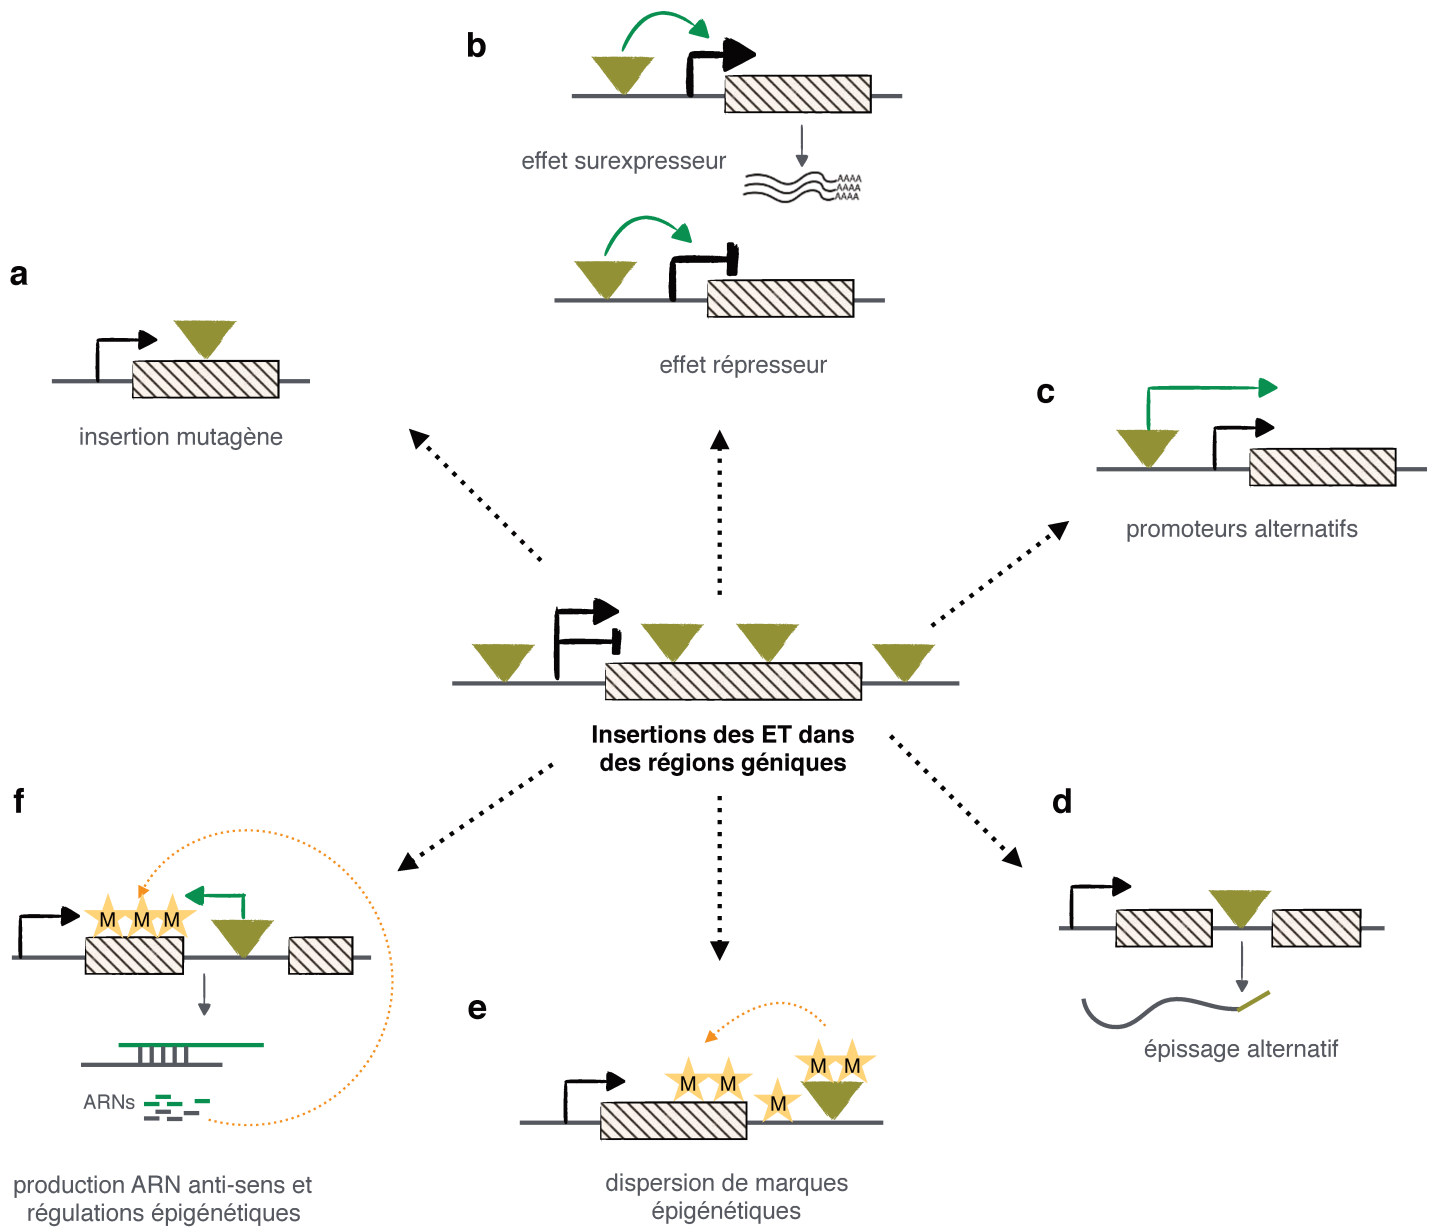 a
insertion mutagène
b
effet surexpresseur
AAAA
AAAA
AAAA
effet répresseur
c
promoteurs alternatifs
Insertions des ET dans
des régions géniques
d
épissage alternatif
e
M M
M M
M
dispersion de marques
épigénétiques
f
M M M
ARNs
production ARN anti-sens et
régulations épigénétiques